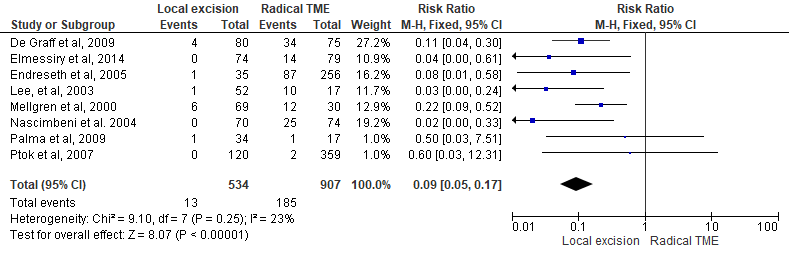 Local excision Radical TME Risk Ratio Risk Ratio
Study or Subgroup Events Total Events Total Weight M-H, Fixed, 95% CI M-H, Fixed, 95% CI
De Graff et al, 2009 4 80 34 75 27.2% 0.11 [0.04, 0.30]
Elmessiry et al, 2014 0 74 14 79 10.9% 0.04 [0.00, 0.61]
Endreseth et al, 2005 1 35 87 256 16.3% 0.08 [0.01, 0.58]
Lee, et al, 2003 1 52 10 17 11.7% 0.03 [0.00, 0.24]
Mellgren et al, 2000 6 69 12 30 13.0% 0.22 [0.09, 0.52]
Nascimbeni et al. 2004 0 70 25 74 19.2% 0.02 [0.00, 0.33]
Palma et al, 2009 1 34 1 17 1.0% 0.50 [0.03, 7.51]
Ptok et al, 2007 0 120 2 359 1.0% 0.60 [0.03, 12.31]
Total (95% CI) 534 907 100.0% 0.09 [0.05, 0.17]
Total events 13 185
Heterogeneity: Chi² = 9.10, df = 7 (P = 0.25); I² = 23%
Test for overall effect: Z = 8.07 (P < 0.00001)
0.01 0.1 1 10 100
Local excision Radical TME